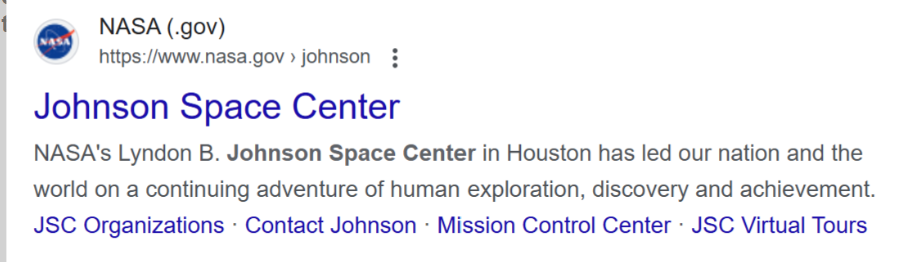 NASA
NASA (.gov)
https://www.nasa.gov › johnson
Johnson Space Center
NASA's Lyndon B. Johnson Space Center in Houston has led our nation and the
world on a continuing adventure of human exploration, discovery and achievement.
JSC Organizations · Contact Johnson · Mission Control Center · JSC Virtual Tours